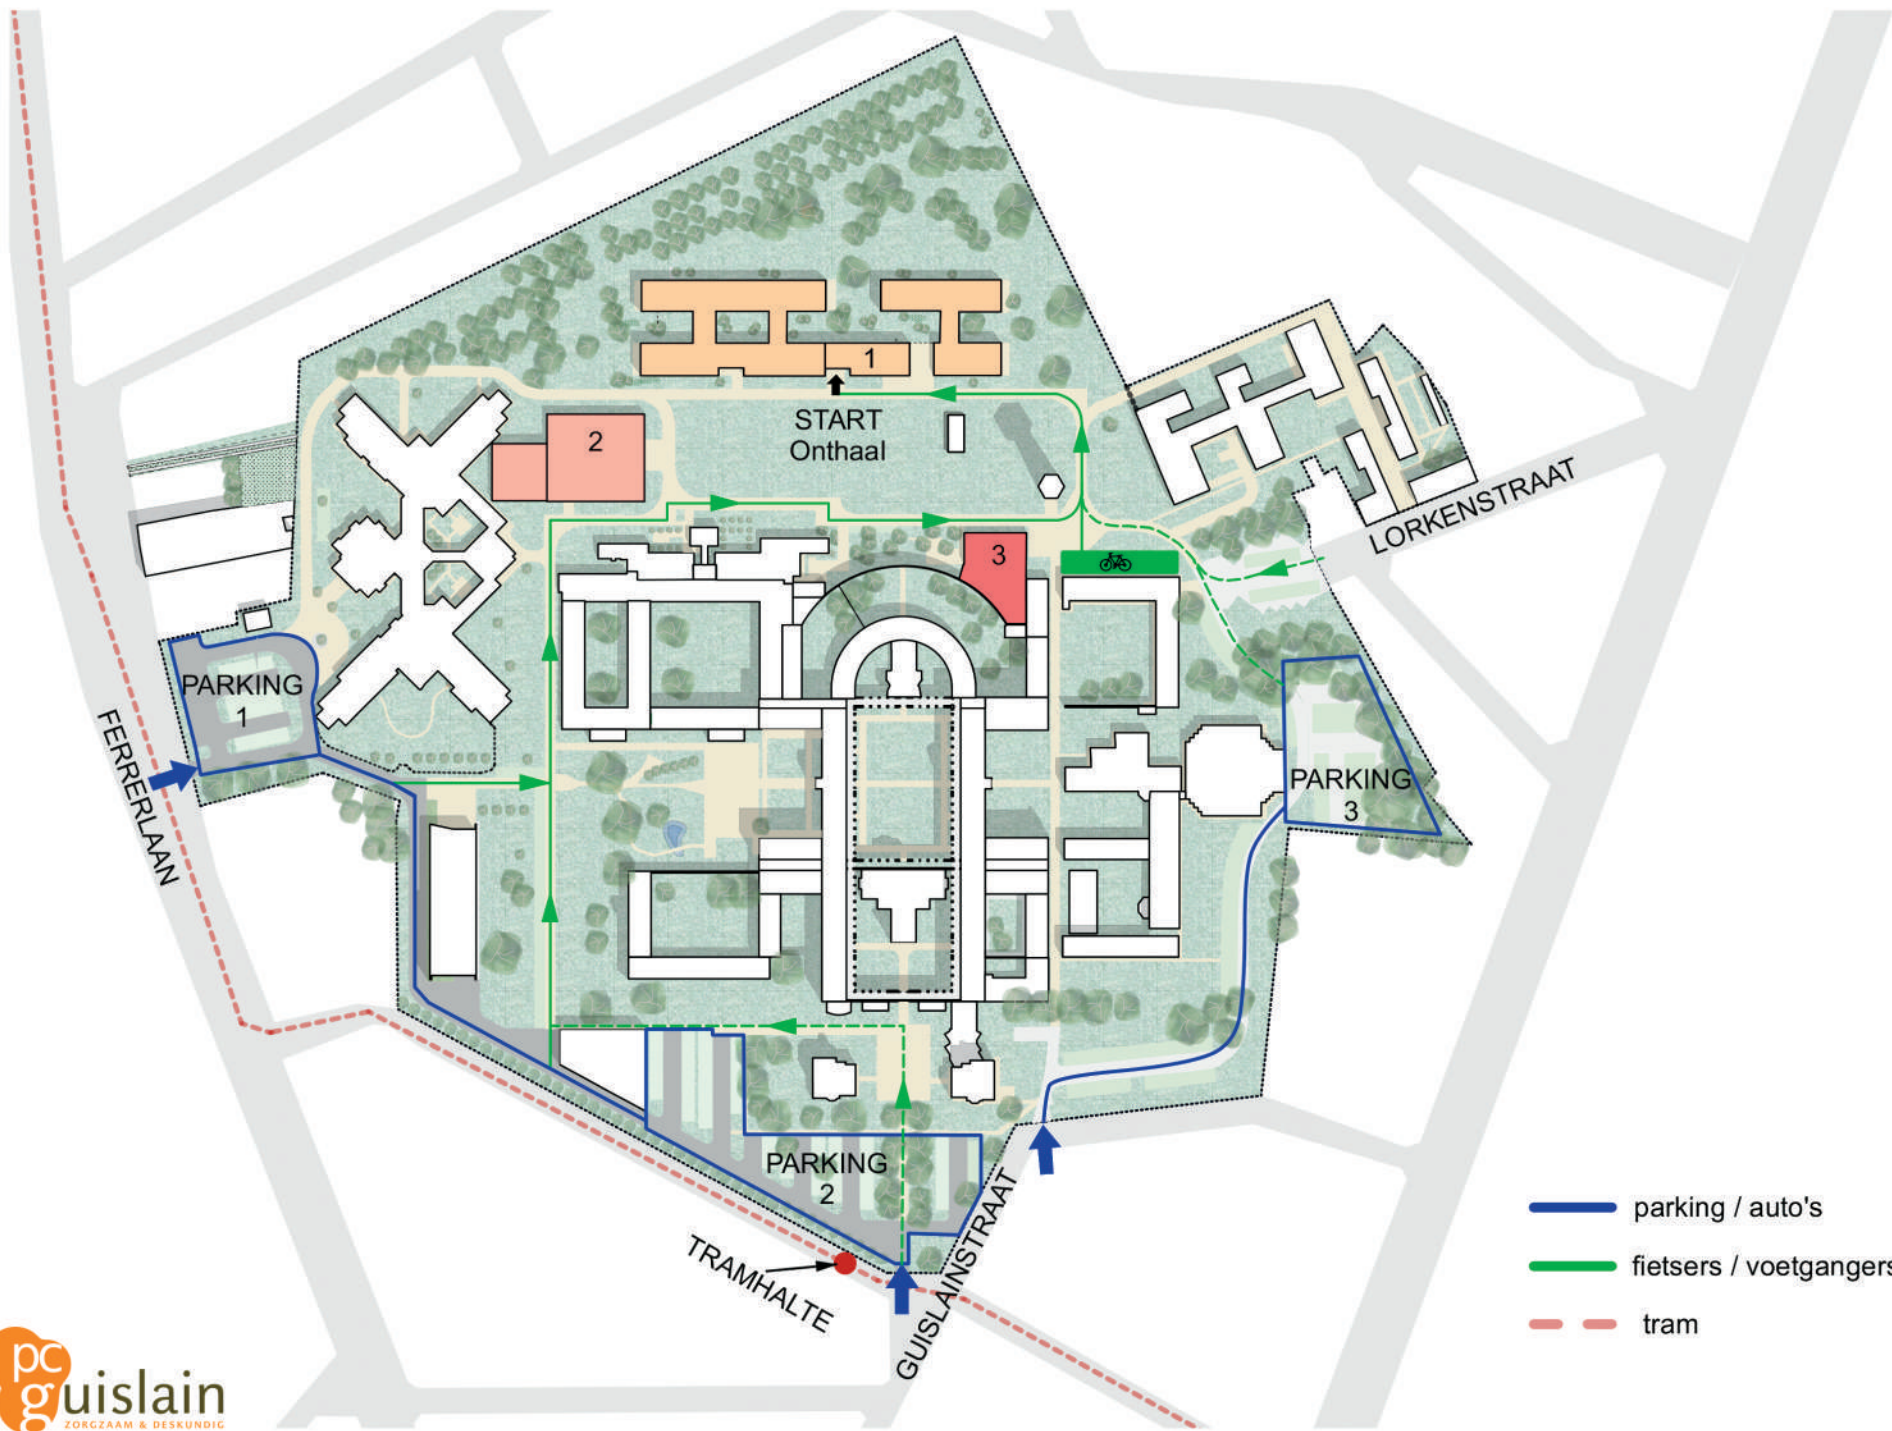 1
START
Onthaal
2
3
LORKENSTRAAT
PARKING
1
FERRERLAAN
PARKING
3
PARKING
2
TRAMHALTE
GUISLAINSTRAAT
parking / auto's
fietsers / voetgangers
tram
pc
guislain
ZORGZAAM & DESKUNDIG